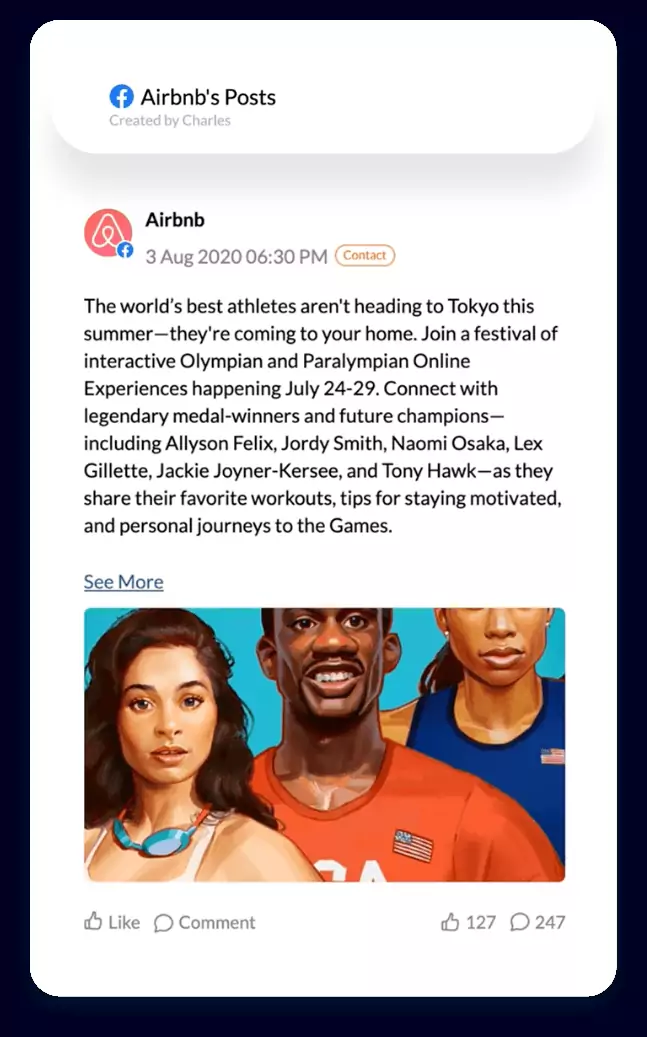 Airbnb's Posts
Created by Charles
Airbnb
3 Aug 2020 06:30 PM Contact
The world’s best athletes aren't heading to Tokyo this
summer—they're coming to your home. Join a festival of
interactive Olympian and Paralympian Online
Experiences happening July 24-29. Connect with
legendary medal-winners and future champions—
including Allyson Felix, Jordy Smith, Naomi Osaka, Lex
Gillette, Jackie Joyner-Kersee, and Tony Hawk—as they
share their favorite workouts, tips for staying motivated,
and personal journeys to the Games.
See More
Like Comment 127 247